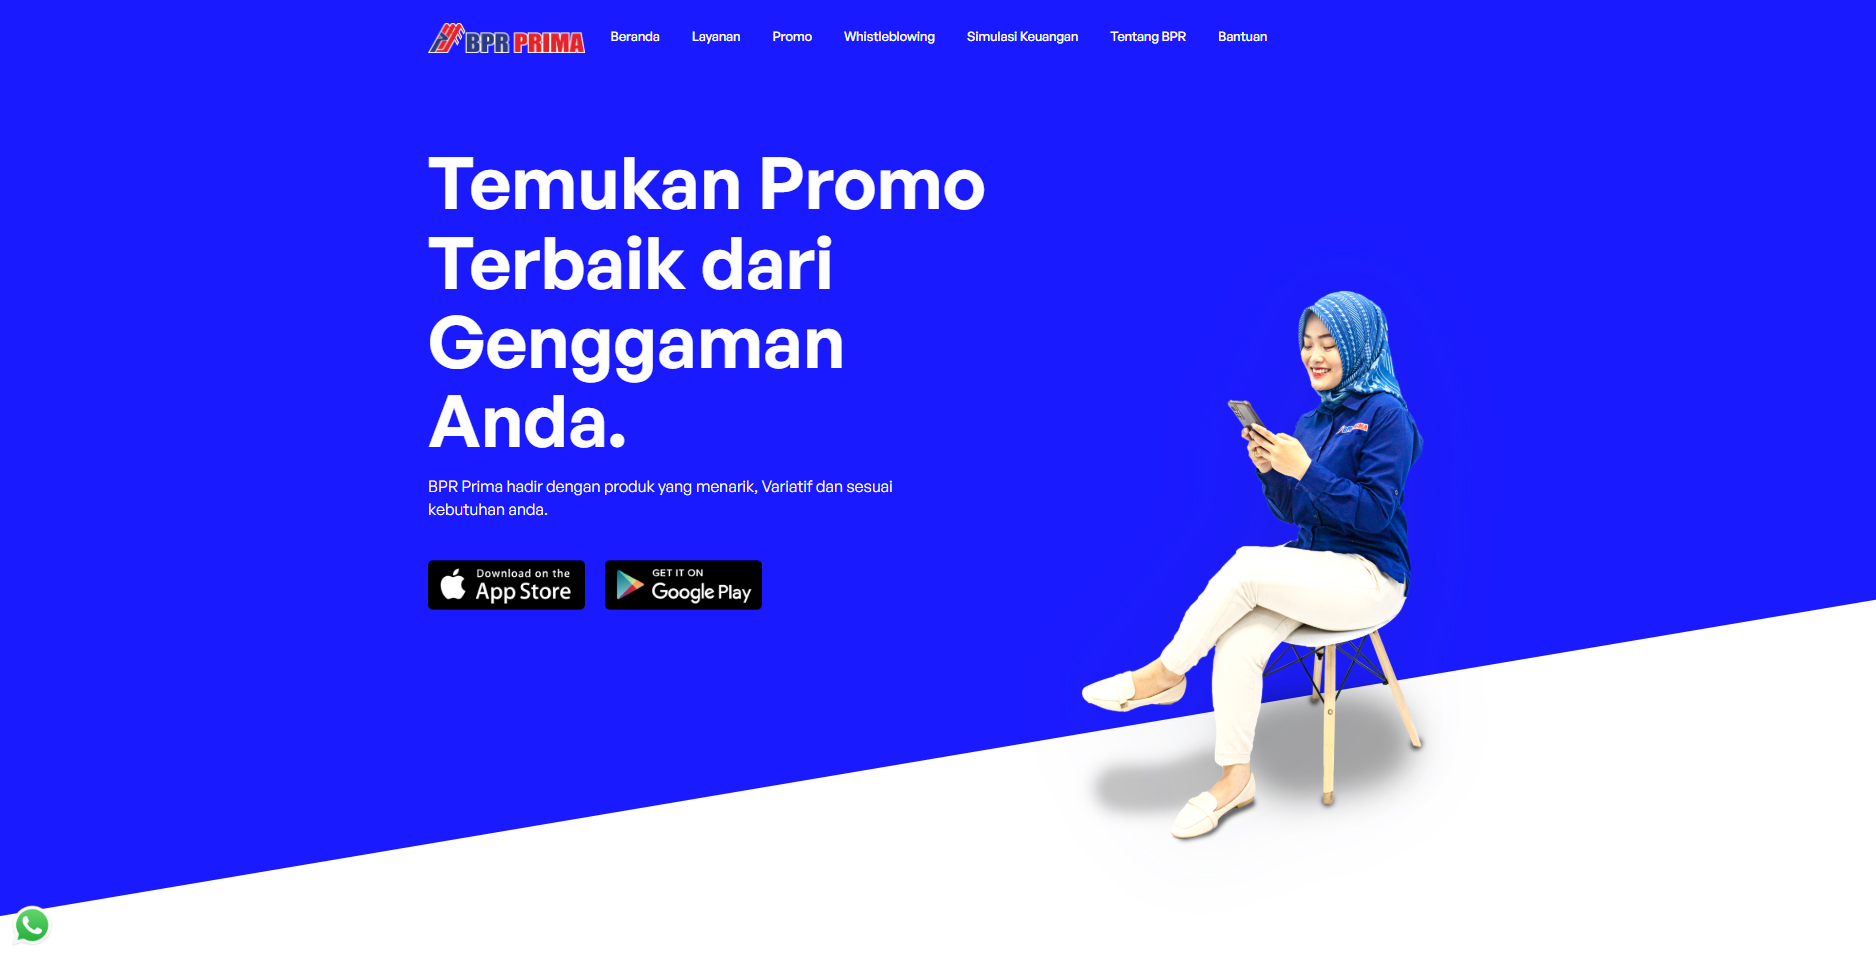 BPR PRIMA
Beranda
Layanan
Promo
Whistleblowing
Simulasi Keuangan
Tentang BPR
Bantuan
Temukan Promo
Terbaik dari
Genggaman
Anda.
BPR Prima hadir dengan produk yang menarik, Variatif dan sesuai
kebutuhan anda.
Download on the
App Store
GET IT ON
Google Play
BPR PRIMA